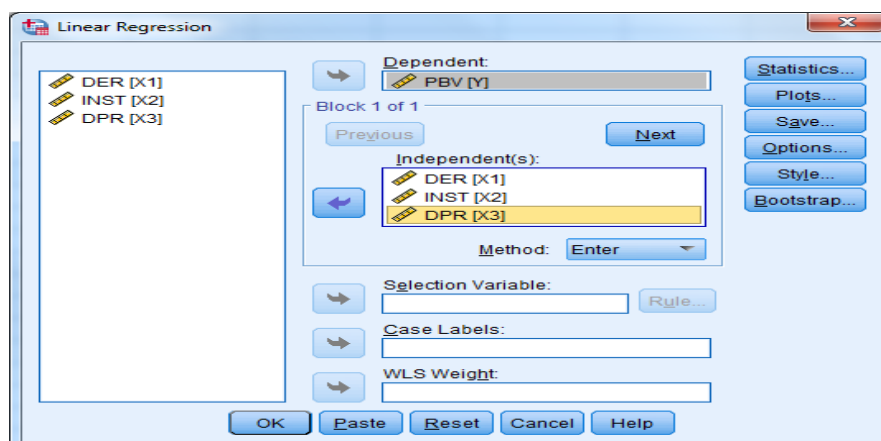 Linear Regression
DER [X1]
INST [X2]
DPR [X3]
Dependent:
PBV [Y]
Block 1 of 1
Previous
Next
Independent(s):
DER [X1]
INST [X2]
DPR [X3]
Method: Enter
Selection Variable:
Rule...
Case Labels:
WLS Weight:
Statistics...
Plots...
Save...
Options...
Style...
Bootstrap...
OK Paste Reset Cancel Help